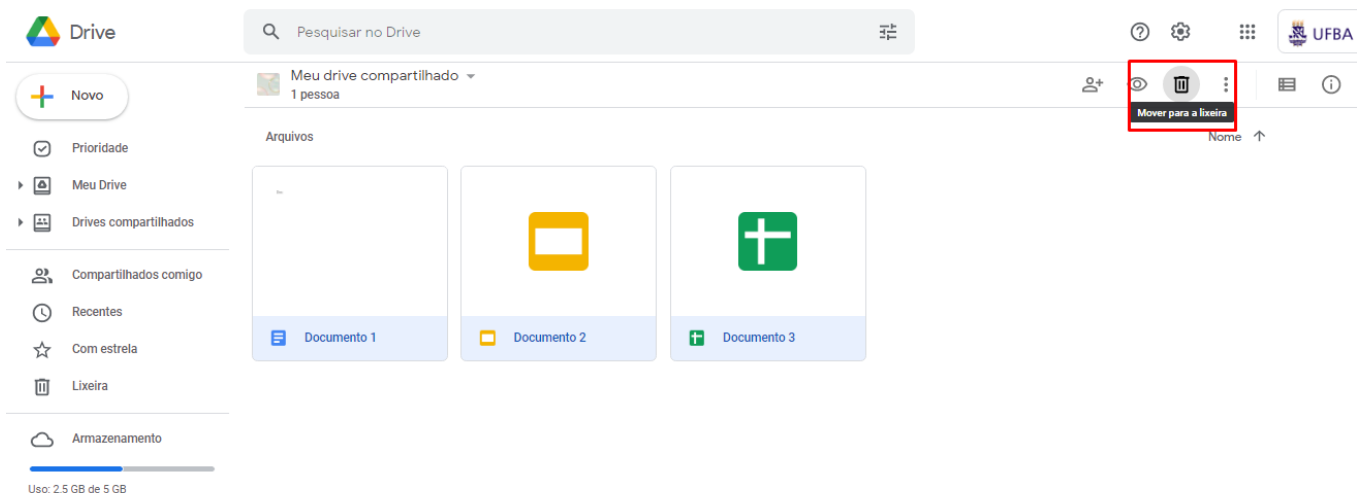 Drive
Pesquisar no Drive
UFBA
Novo
Meu drive compartilhado
1 pessoa
Mover para a lixeira
Arquivos
Nome
Prioridade
Meu Drive
Drives compartilhados
Compartilhados comigo
Recentes
Com estrela
Lixeira
Armazenamento
Uso: 2.5 GB de 5 GB
Documento 1
Documento 2
Documento 3